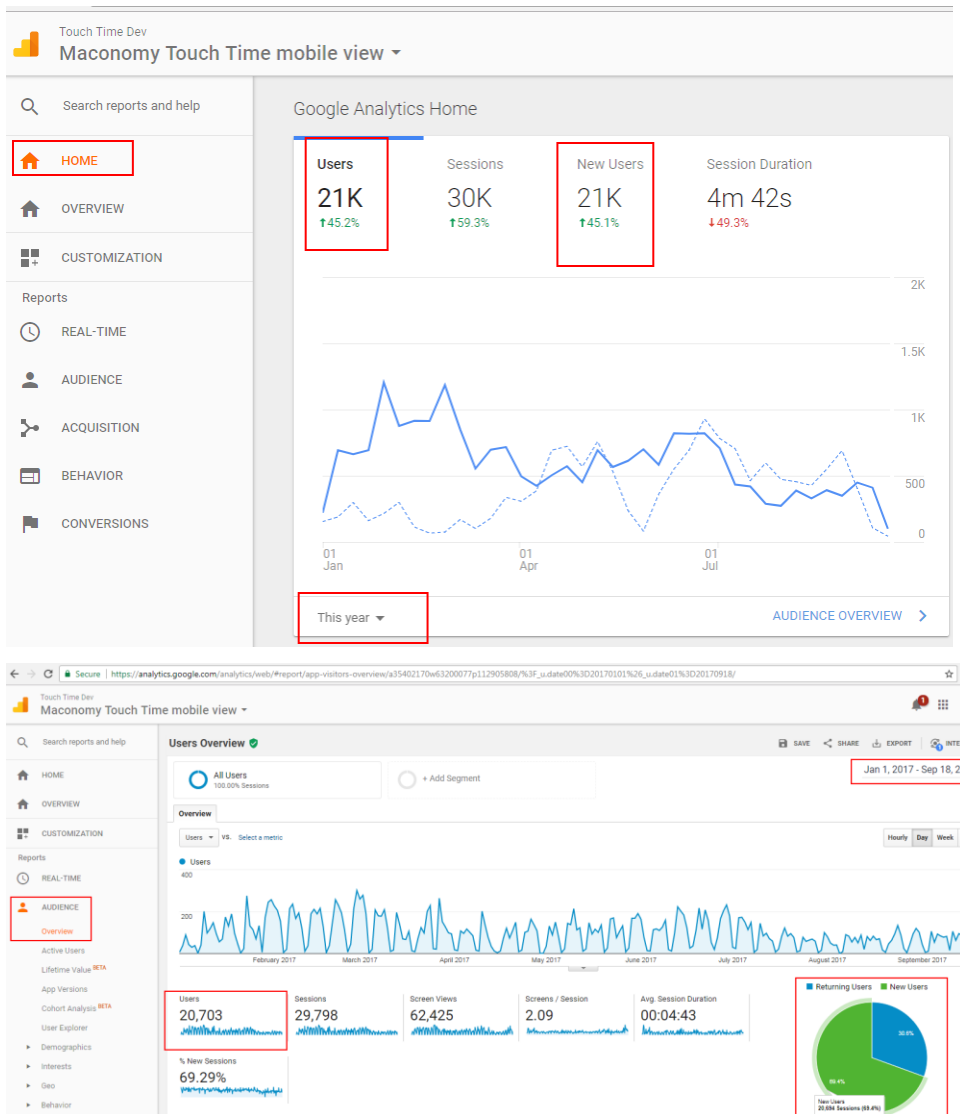 Touch Time Dev
Maconomy Touch Time mobile view
Search reports and help
HOME
OVERVIEW
CUSTOMIZATION
Reports
REAL-TIME
AUDIENCE
ACQUISITION
BEHAVIOR
CONVERSIONS
Google Analytics Home
Users Sessions New Users Session Duration
21K 30K 21K 4m 42s
45.2% 59.3% 45.1% 49.3%
2K
1.5K
1K
500
0
01 01 01
Jan Apr Jul
This year
AUDIENCE OVERVIEW
Secure https://analytics.google.com/analytics/web/#report/app-visitors-overview/a35402170w63200077p112905808/%3F_u.date00%3D20170101%26_u.date01%3D20170918/
Touch Time Dev
Maconomy Touch Time mobile view
1
Search reports and help
HOME
OVERVIEW
CUSTOMIZATION
Reports
REAL-TIME
AUDIENCE
Overview
Active Users
Lifetime Value BETA
App Versions
Cohort Analysis BETA
User Explorer
Demographics
Interests
Geo
Behavior
Users Overview
SAVE SHARE EXPORT 1 INTE
All Users
100.00% Sessions
+ Add Segment
Jan 1, 2017 - Sep 18, 2
Overview
Users VS. Select a metric
Hourly Day Week
Users
400
200
February 2017 March 2017 April 2017 May 2017 June 2017 July 2017 August 2017 September 2017
Users Sessions Screen Views Screens / Session Avg. Session Duration
20,703 29,798 62,425 2.09 00:04:43
% New Sessions
69.29%
Returning Users New Users
30.6%
69.4%
New Users
20,694 Sessions (69.4%)